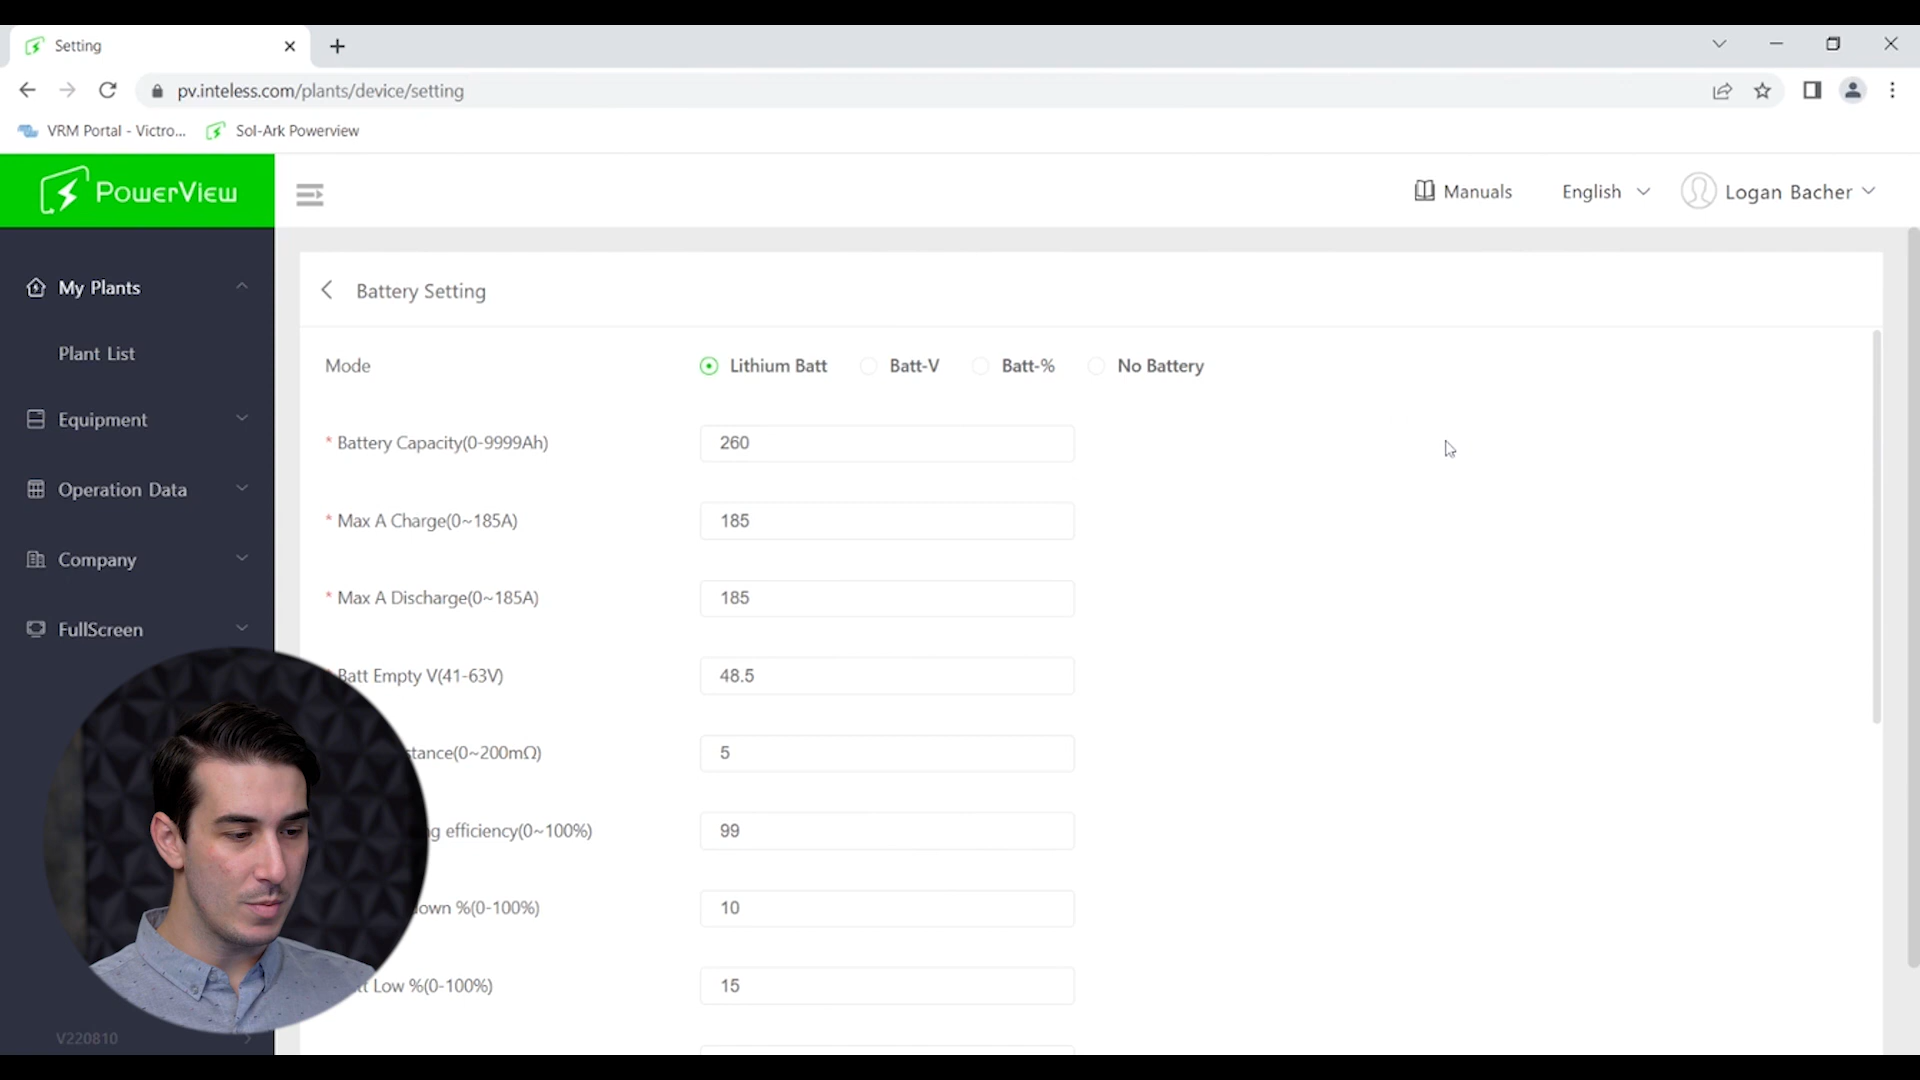 Setting
pv.inteless.com/plants/device/setting
VRM Portal - Victro...
Sol-Ark Powerview
PowerView
Manuals
English
Logan Bacher
My Plants
Plant List
Equipment
Operation Data
Company
FullScreen
V220810
Battery Setting
Mode
Lithium Batt
Batt-V
Batt-%
No Battery
* Battery Capacity(0-9999Ah)
260
* Max A Charge(0~185A)
185
* Max A Discharge(0~185A)
185
Batt Empty V(41-63V)
48.5
stance(0~200mΩ)
5
g efficiency(0~100%)
99
own %(0-100%)
10
tt Low %(0-100%)
15